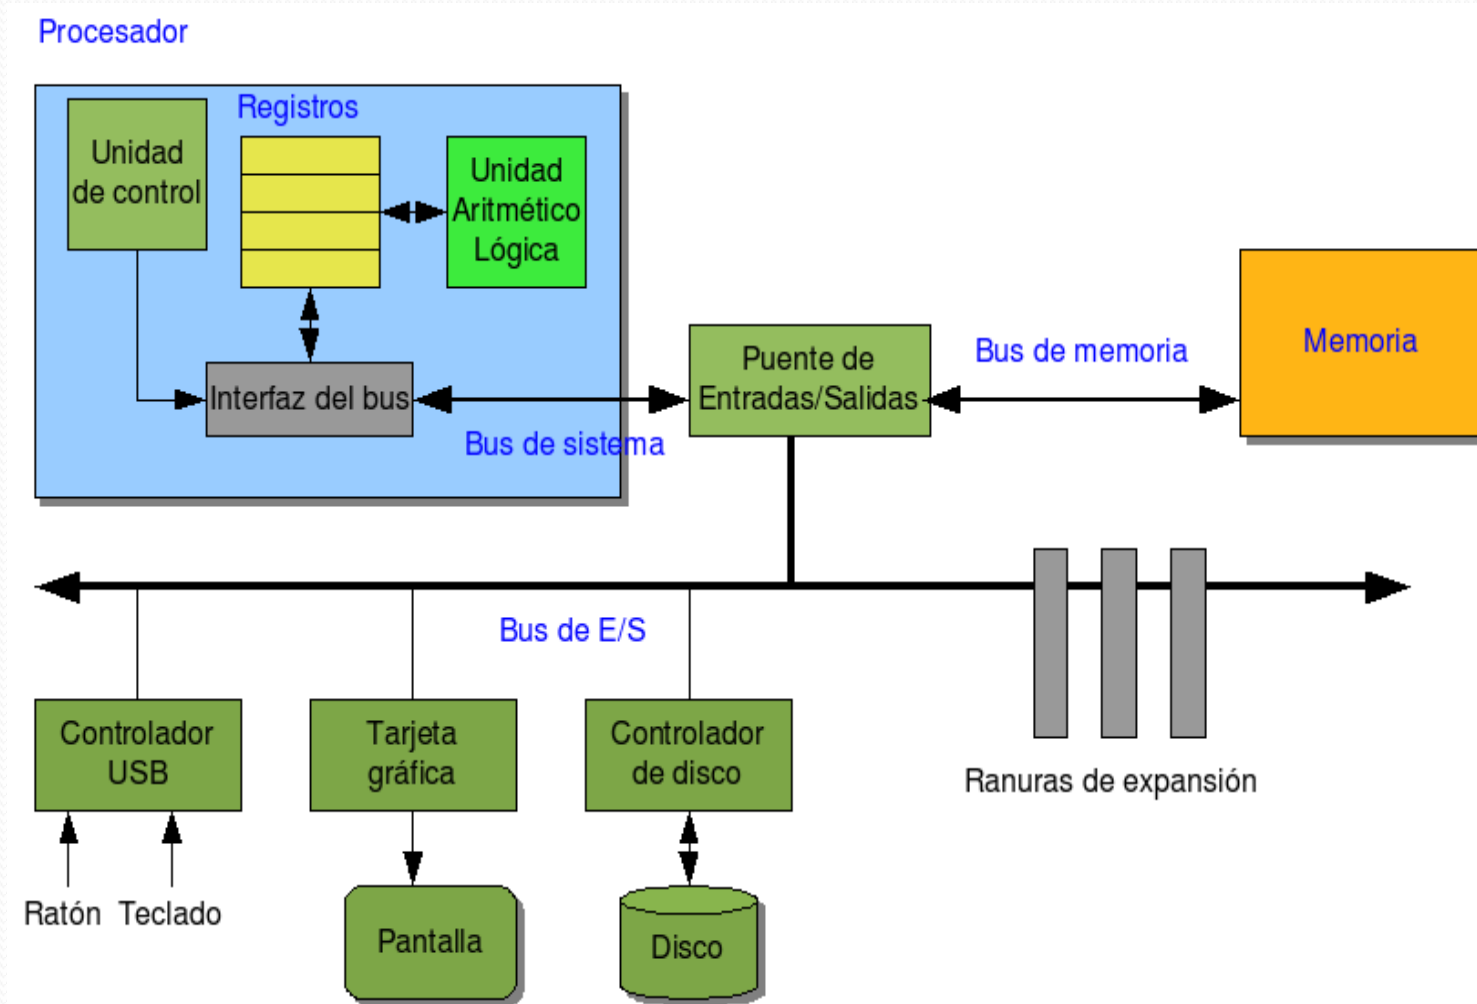 Procesador
Registros
Unidad
de control
Unidad
Aritmético
Lógica
Interfaz del bus
Bus de sistema
Puente de
Entradas/Salidas
Bus de memoria
Memoria
Bus de E/S
Controlador
USB
Tarjeta
gráfica
Controlador
de disco
Ranuras de expansión
Ratón
Teclado
Pantalla
Disco